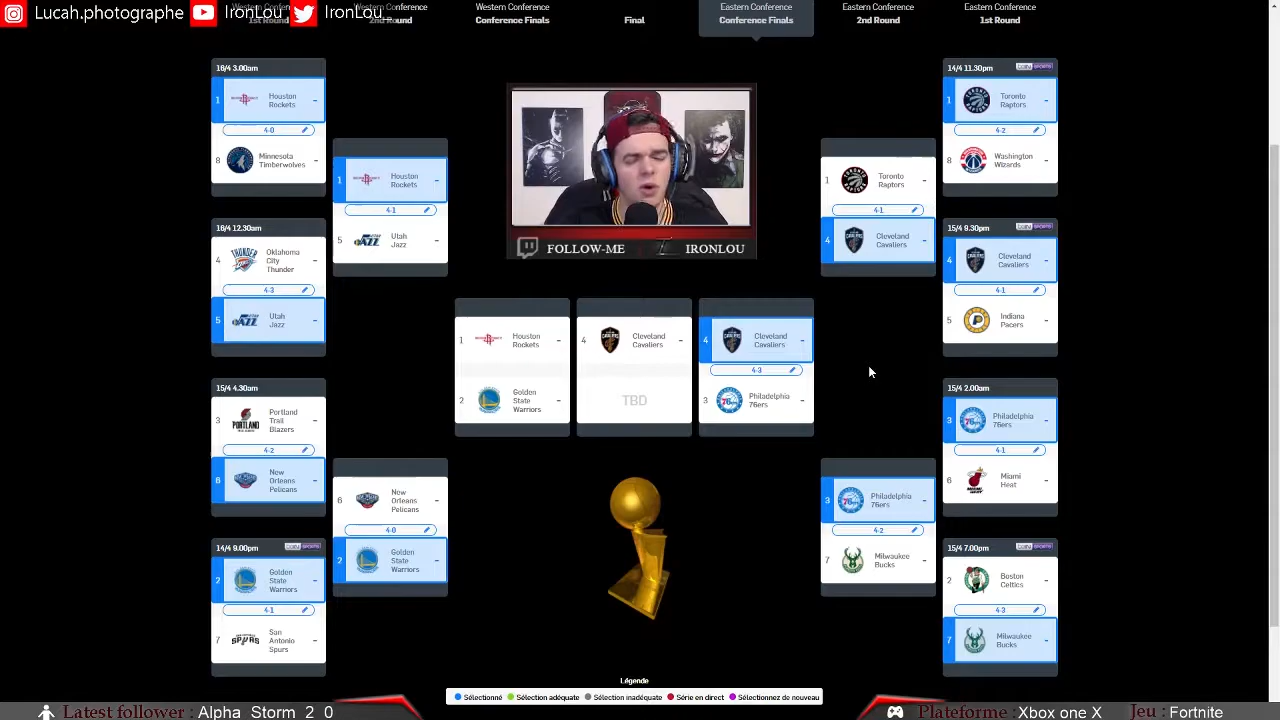 Lucah.photographe IronLou IronLou
1st Round
2nd Round
Western Conference
Conference Finals
Final
Eastern Conference
Conference Finals
Eastern Conference
2nd Round
Eastern Conference
1st Round
16/4 3.00am
1 Houston Rockets -
4-0
8 Minnesota Timberwolves -
16/4 12.30am
4 Oklahoma City Thunder -
4-3
5 Utah Jazz -
15/4 4.30am
3 Portland Trail Blazers -
4-2
6 New Orleans Pelicans -
14/4 9.00pm
2 Golden State Warriors -
4-1
7 San Antonio Spurs -
1 Houston Rockets -
4-1
5 Utah Jazz -
6 New Orleans Pelicans -
4-0
2 Golden State Warriors -
FOLLOW-ME IRONLOU
1 Houston Rockets -
2 Golden State Warriors -
4 Cleveland Cavaliers -
TBD
4 Cleveland Cavaliers -
4-3
3 Philadelphia 76ers -
1 Toronto Raptors -
4-1
4 Cleveland Cavaliers -
3 Philadelphia 76ers -
4-2
7 Milwaukee Bucks -
14/4 11.30pm
1 Toronto Raptors -
4-2
8 Washington Wizards -
15/4 9.30pm
4 Cleveland Cavaliers -
4-1
5 Indiana Pacers -
15/4 2.00am
3 Philadelphia 76ers -
4-1
6 Miami Heat -
15/4 7.00pm
2 Boston Celtics -
4-3
7 Milwaukee Bucks -
Légende
Sélectionné Sélection adéquate Sélection inadéquate Série en direct Sélectionnez de nouveau
Latest follower : Alpha_Storm_2_0
Plateforme : Xbox one X Jeu : Fortnite